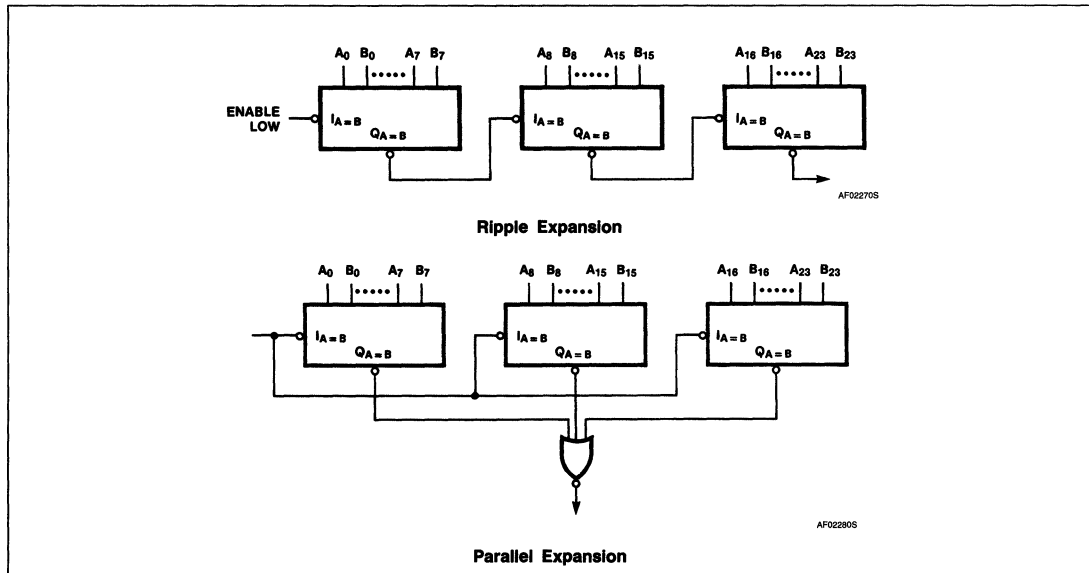 A0 B0 ..... A7 B7 A8 B8 ..... A15 B15 A16 B16 ..... A23 B23
ENABLE
LOW
IA = B
QA = B
IA = B
QA = B
IA = B
QA = B
AF02270S
Ripple Expansion
A0 B0 ..... A7 B7 A8 B8 ..... A15 B15 A16 B16 ..... A23 B23
IA = B
QA = B
IA = B
QA = B
IA = B
QA = B
AF02280S
Parallel Expansion